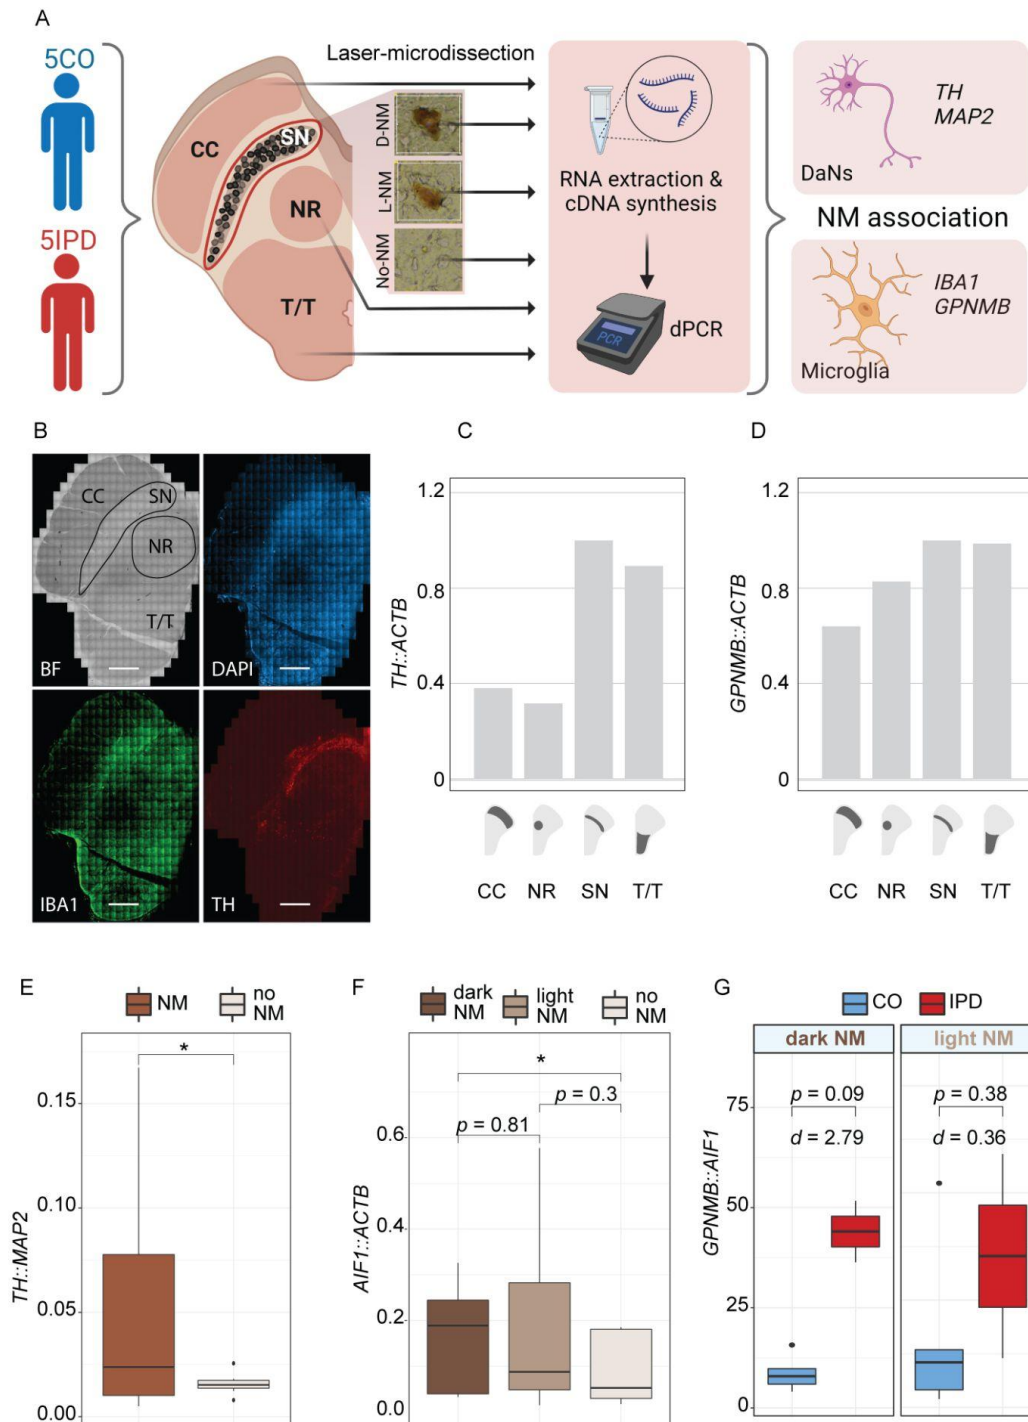 A
5CO
5IPD
Laser-microdissection
CC
SN
NR
T/T
D-NM
L-NM
No-NM
RNA extraction &
cDNA synthesis
PCR
dPCR
TH
MAP2
DaNs
NM association
IBA1
GPNMB
Microglia
B
CC
SN
NR
T/T
BF
DAPI
IBA1
TH
C
1.2
0.8
0.4
0
TH::ACTB
CC NR SN T/T
D
1.2
0.8
0.4
0
GPNMB::ACTB
CC NR SN T/T
E
NM
no
NM
*
0.15
0.10
0.05
0.00
TH::MAP2
F
dark
NM
light
NM
no
NM
*
p = 0.3
p = 0.81
0.6
0.4
0.2
0.0
AIF1::ACTB
G
CO
IPD
dark NM
light NM
p = 0.09
d = 2.79
p = 0.38
d = 0.36
75
50
25
0
GPNMB::AIF1